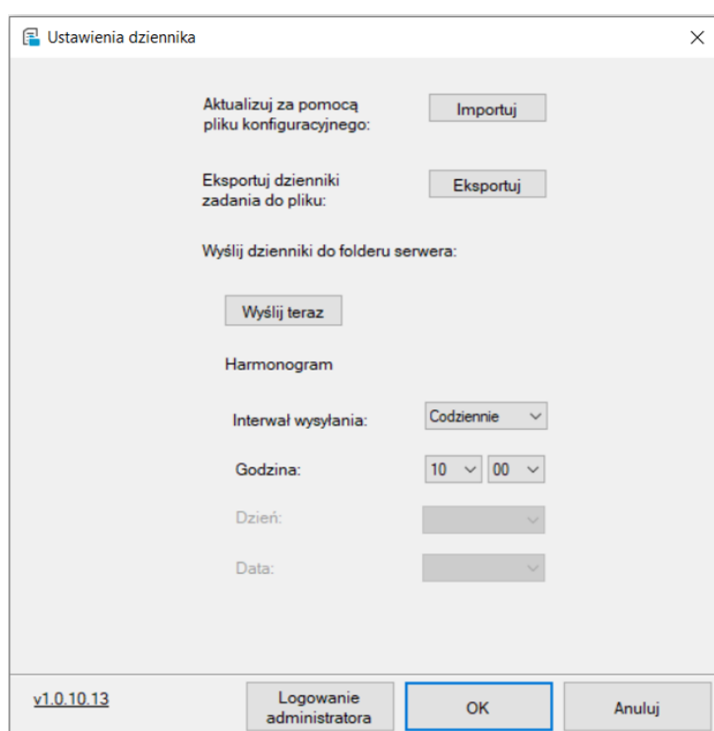 Ustawienia dziennika
Aktualizuj za pomocą
pliku konfiguracyjnego:
Importuj
Eksportuj dzienniki
zadania do pliku:
Eksportuj
Wyślij dzienniki do folderu serwera:
Wyślij teraz
Harmonogram
Interwał wysyłania:
Codziennie
Godzina:
10
00
Dzień:
Data:
v1.0.10.13
Logowanie
administratora
OK
Anuluj